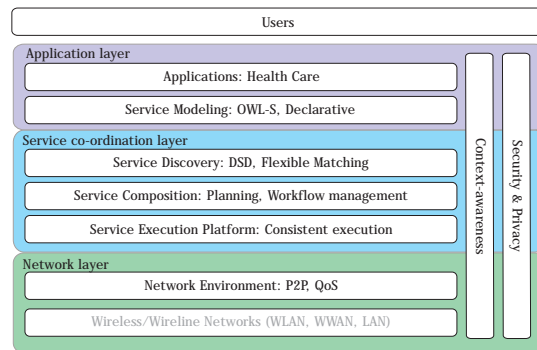 Users
Application layer
Applications: Health Care
Service Modeling: OWL-S, Declarative
Service co-ordination layer
Service Discovery: DSD, Flexible Matching
Service Composition: Planning, Workflow management
Service Execution Platform: Consistent execution
Network layer
Network Environment: P2P, QoS
Wireless/Wireline Networks (WLAN, WWAN, LAN)
Context-awareness
Security & Privacy